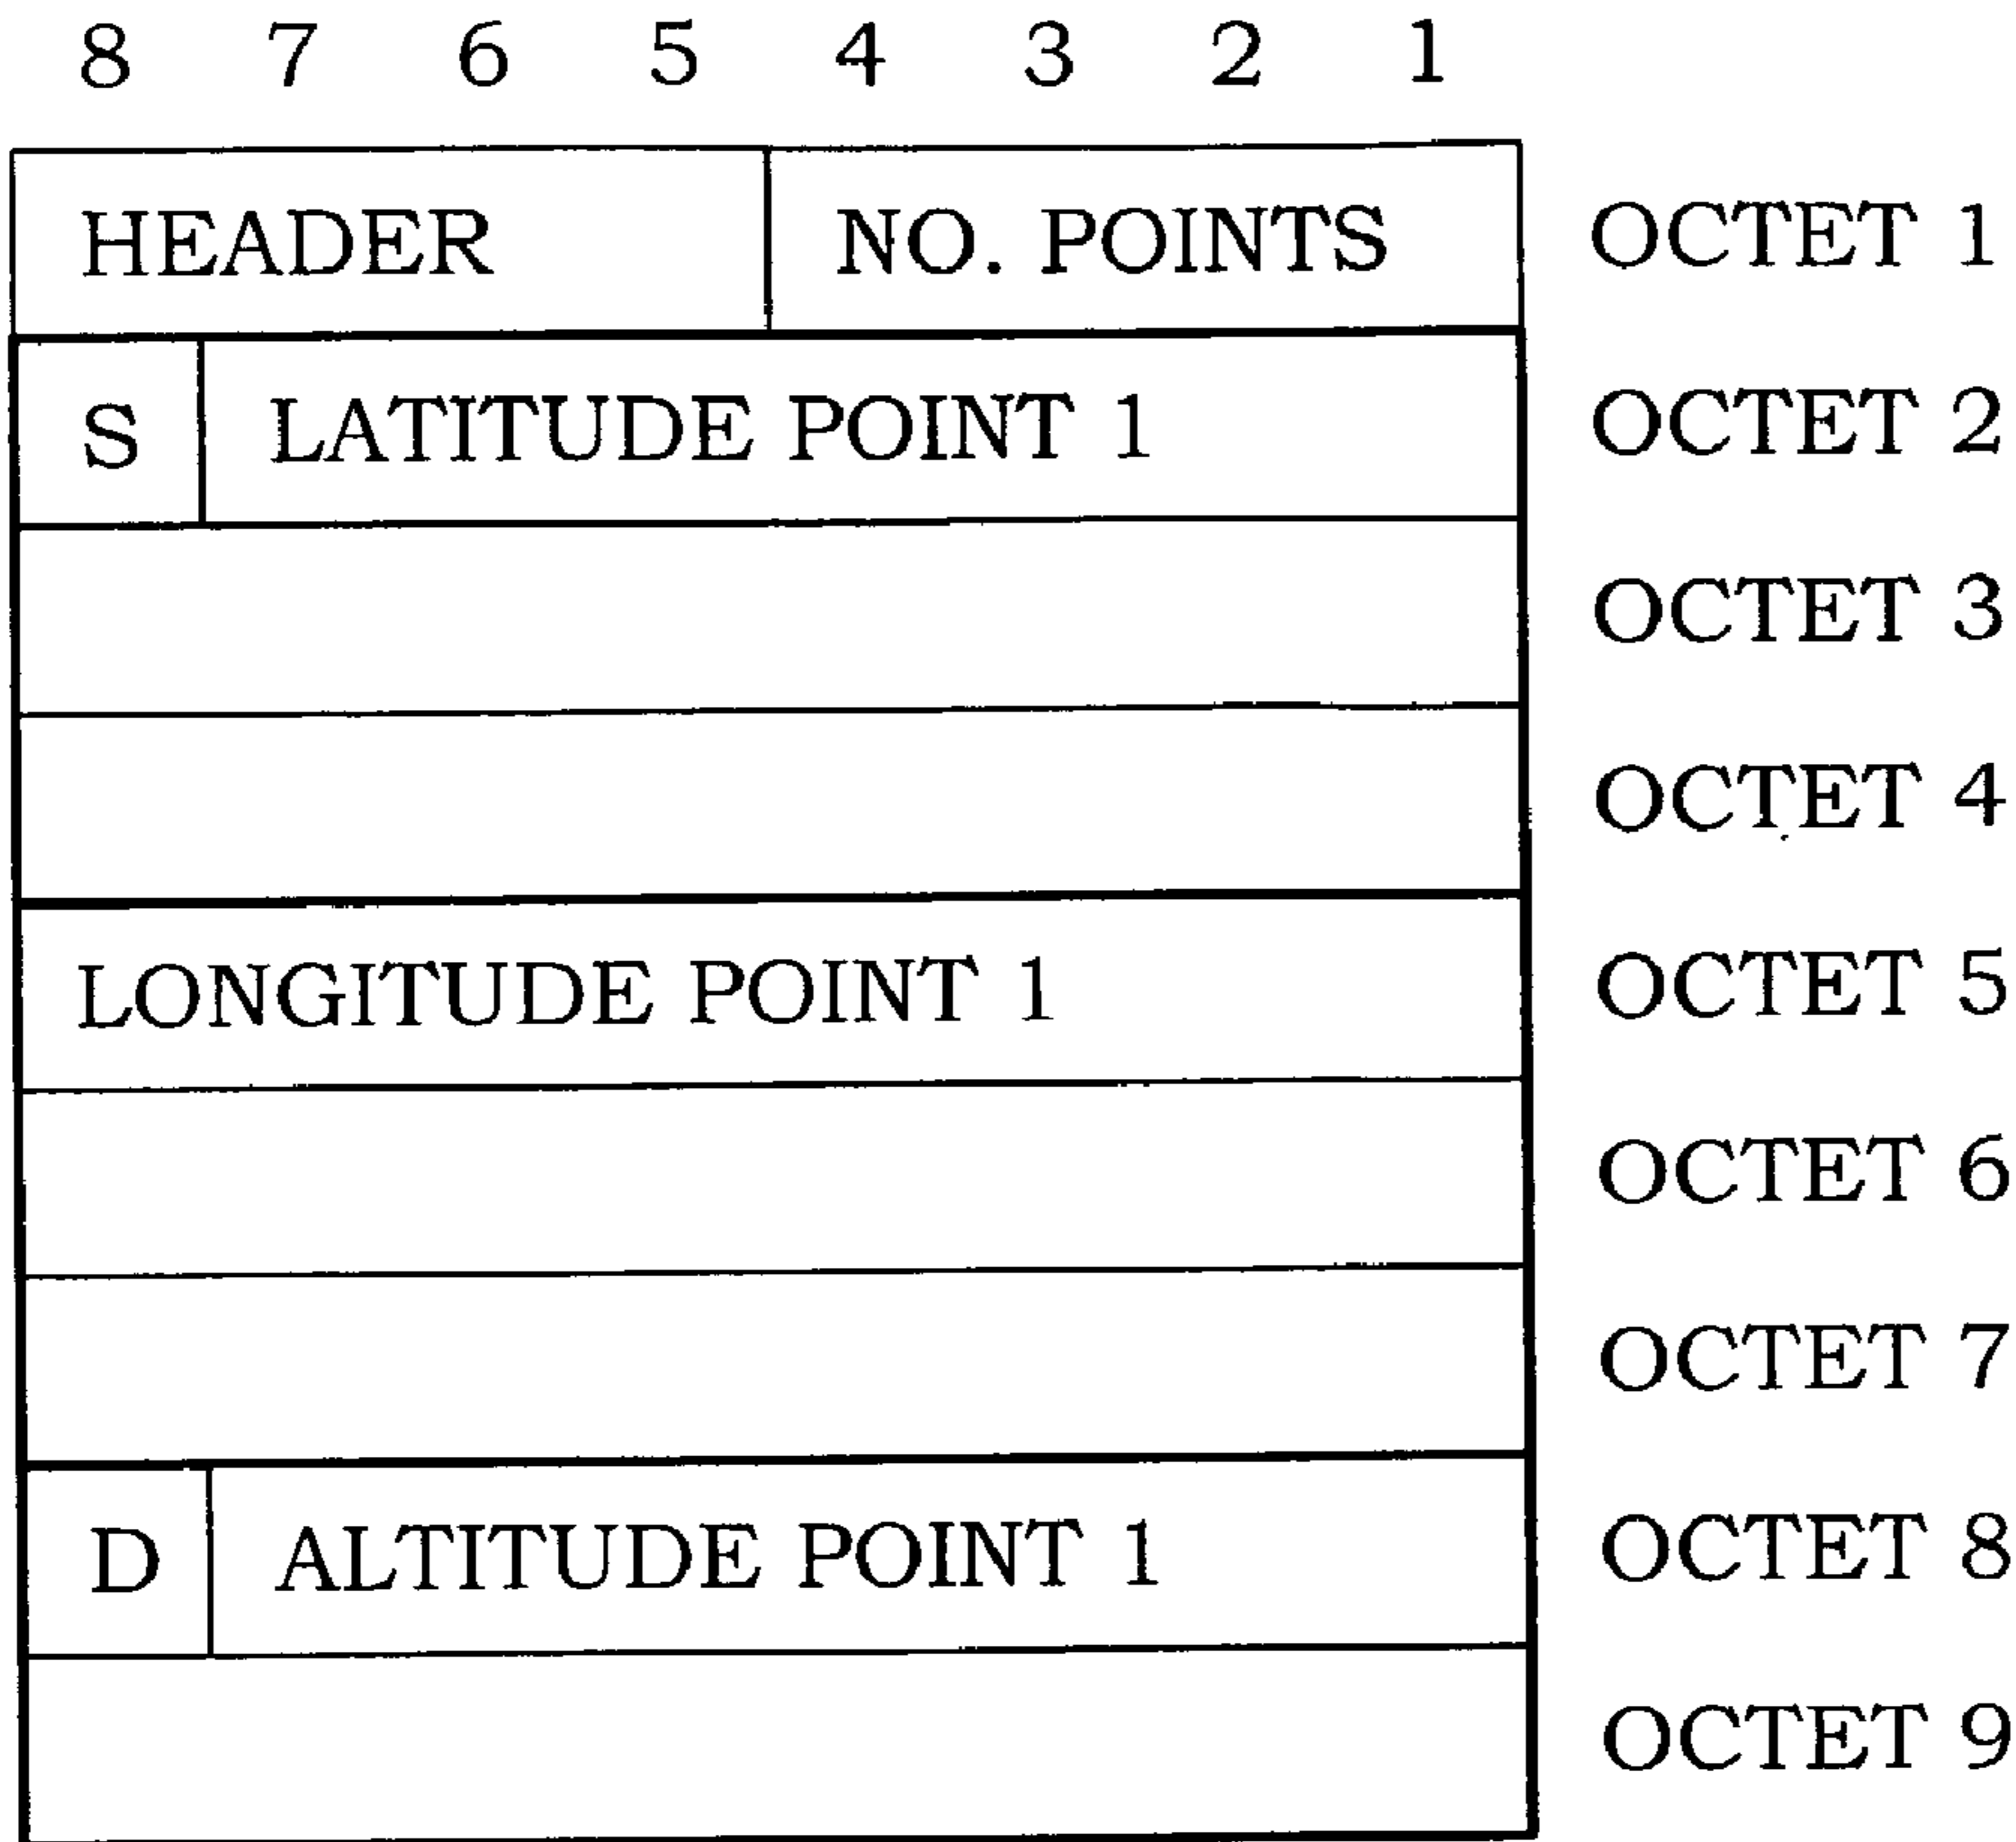 8 7 6 5 4 3 2 1
HEADER NO. POINTS OCTET 1
S LATITUDE POINT 1 OCTET 2
OCTET 3
OCTET 4
LONGITUDE POINT 1 OCTET 5
OCTET 6
OCTET 7
D ALTITUDE POINT 1 OCTET 8
OCTET 9